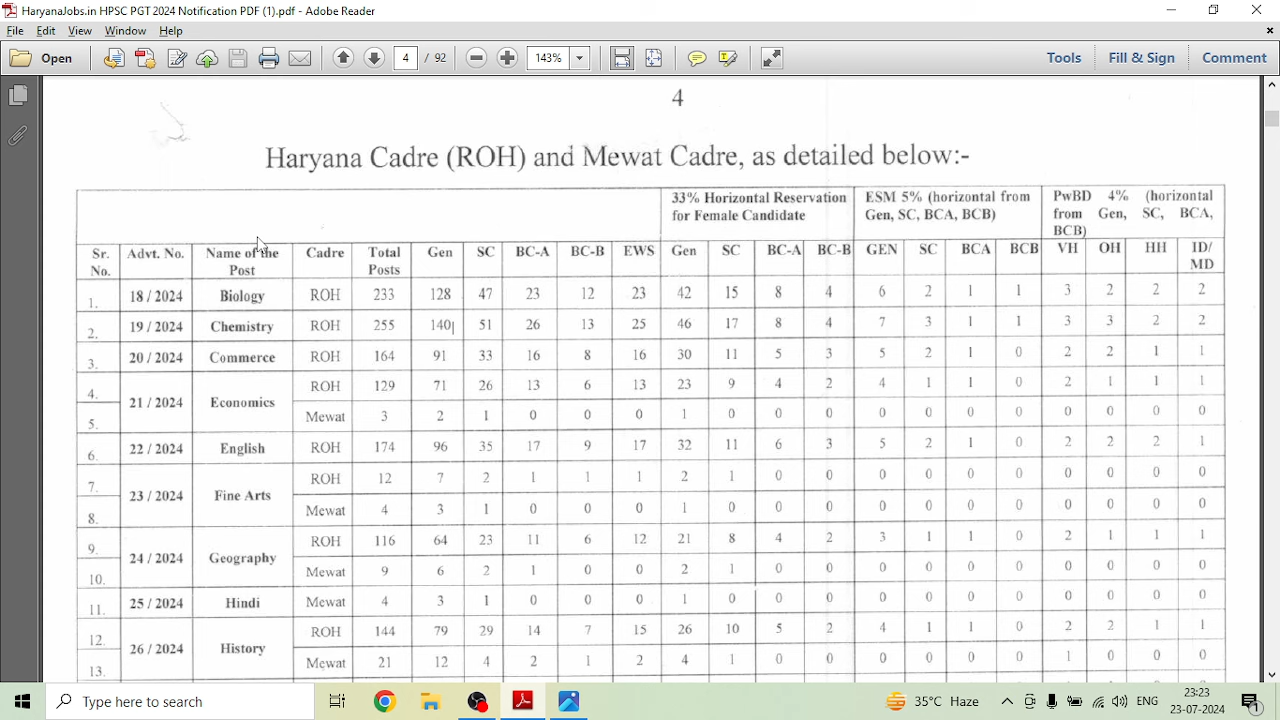 HaryanaJobs.in HPSC PGT 2024 Notification PDF (1).pdf - Adobe Reader
File Edit View Window Help
Open 4 / 92 143% Tools Fill & Sign Comment
4
Haryana Cadre (ROH) and Mewat Cadre, as detailed below:-
33% Horizontal Reservation for Female Candidate ESM 5% (horizontal from Gen, SC, BCA, BCB) PwBD 4% (horizontal from Gen, SC, BCA, BCB)
Sr. No. Advt. No. Name of the Post Cadre Total Posts Gen SC BC-A BC-B EWS Gen SC BC-A BC-B GEN SC BCA BCB VH OH HH ID/ MD
1. 18 / 2024 Biology ROH 233 128 47 23 12 23 42 15 8 4 6 2 1 1 3 2 2 2
2. 19 / 2024 Chemistry ROH 255 140 51 26 13 25 46 17 8 4 7 3 1 1 3 3 2 2
3. 20 / 2024 Commerce ROH 164 91 33 16 8 16 30 11 5 3 5 2 1 0 2 2 1 1
4. 21 / 2024 Economics ROH 129 71 26 13 6 13 23 9 4 2 4 1 1 0 2 1 1 1
5. Mewat 3 2 1 0 0 0 1 0 0 0 0 0 0 0 0 0 0 0
6. 22 / 2024 English ROH 174 96 35 17 9 17 32 11 6 3 5 2 1 0 2 2 2 1
7. 23 / 2024 Fine Arts ROH 12 7 2 1 1 1 2 1 0 0 0 0 0 0 0 0 0 0
8. Mewat 4 3 1 0 0 0 1 0 0 0 0 0 0 0 0 0 0 0
9. 24 / 2024 Geography ROH 116 64 23 11 6 12 21 8 4 2 3 1 1 0 2 1 1 1
10. Mewat 9 6 2 1 0 0 2 1 0 0 0 0 0 0 0 0 0 0
11. 25 / 2024 Hindi Mewat 4 3 1 0 0 0 1 0 0 0 0 0 0 0 0 0 0 0
12. 26 / 2024 History ROH 144 79 29 14 7 15 26 10 5 2 4 1 1 0 2 2 1 1
13. Mewat 21 12 4 2 1 2 4 1 0 0 0 0 0 0 1 0 0 0
Type here to search 35°C Haze ENG 23:23
23-07-2024 1